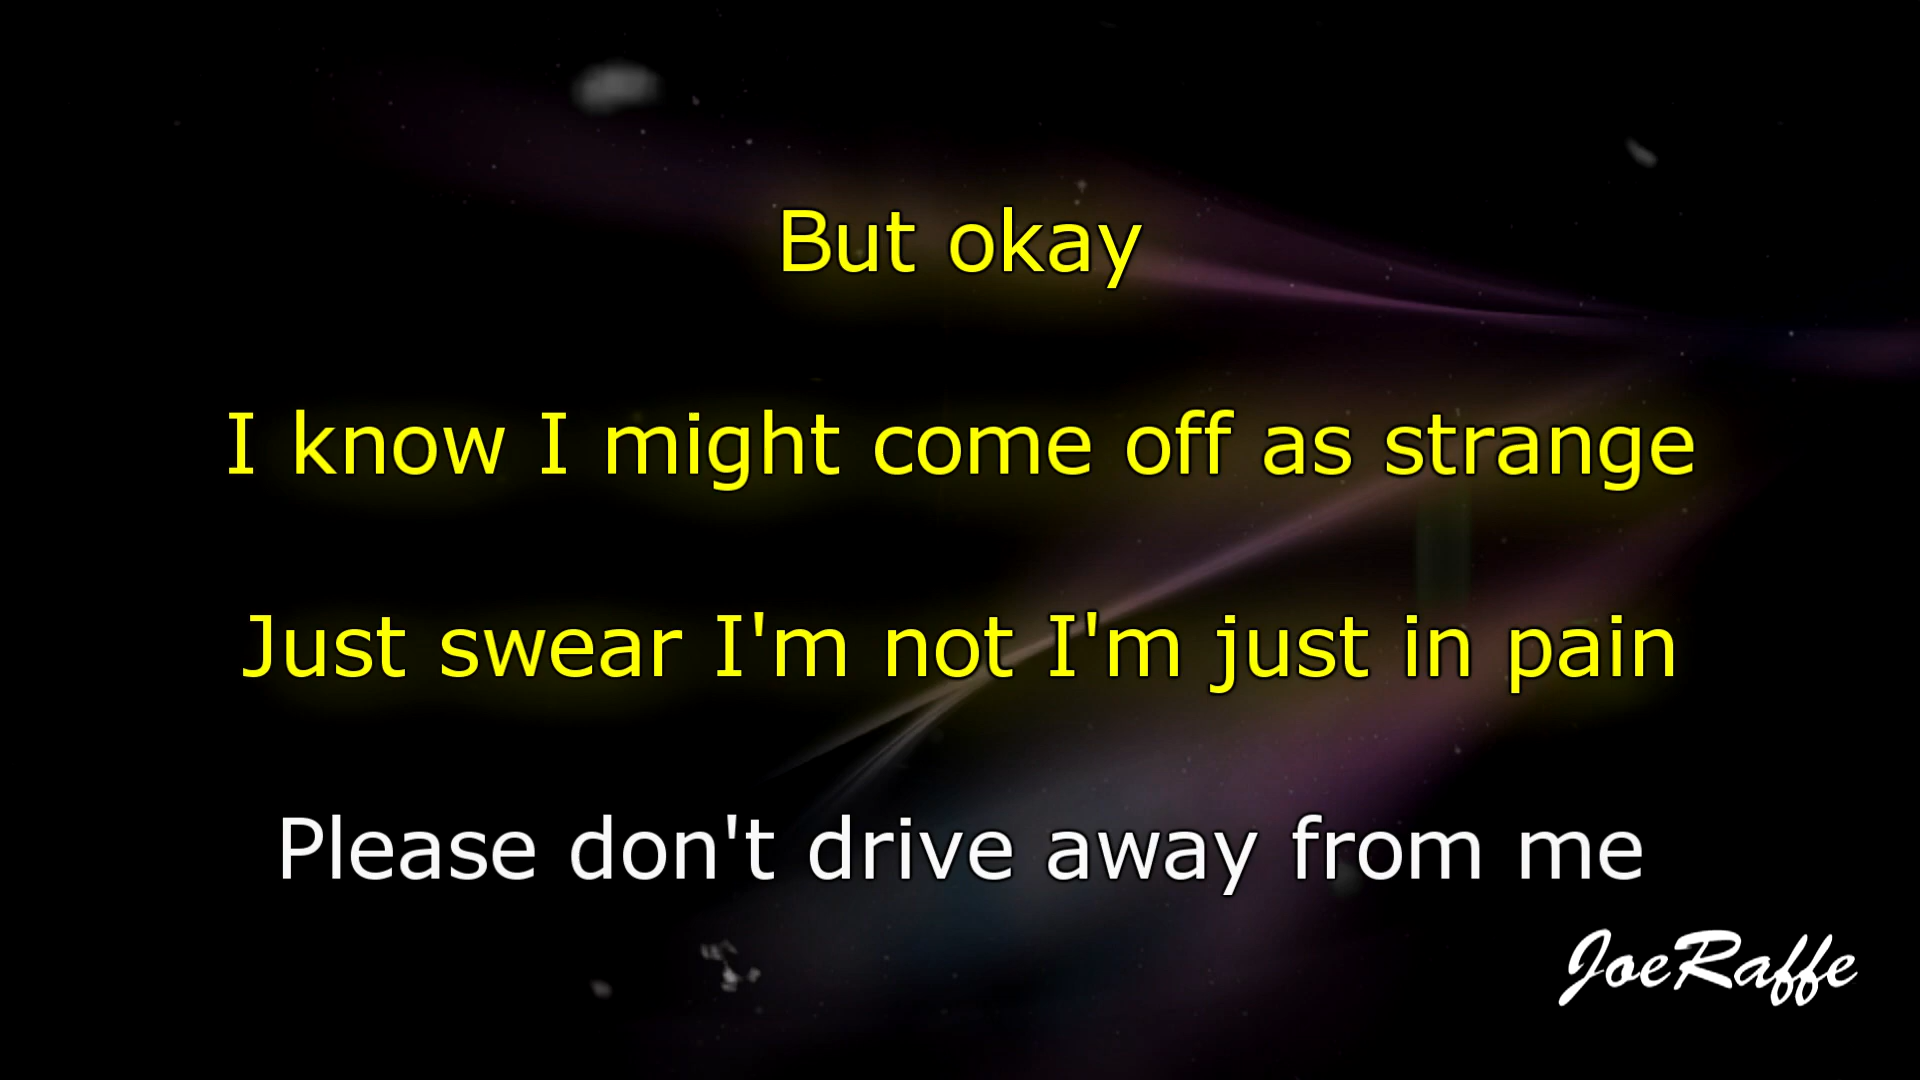 But okay
I know I might come off as strange
Just swear I'm not I'm just in pain
Please don't drive away from me
JoeRaffe